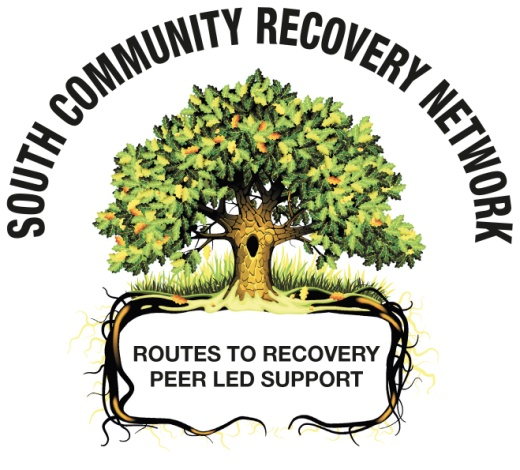 SOUTH COMMUNITY RECOVERY NETWORK
ROUTES TO RECOVERY
PEER LED SUPPORT